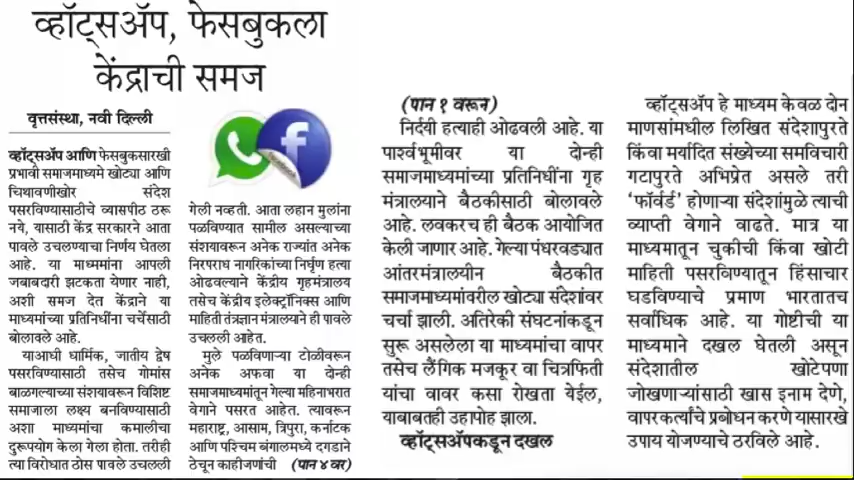 व्हॉट्सॲप, फेसबुकला
केंद्राची समज
वृत्तसंस्था, नवी दिल्ली
व्हॉट्सॲप आणि फेसबुकसारखी
प्रभावी समाजमाध्यमे खोट्या आणि
चिथावणीखोर संदेश
पसरविण्यासाठीचे व्यासपीठ ठरू
नये, यासाठी केंद्र सरकारने आता
पावले उचलण्याचा निर्णय घेतला
आहे. या माध्यमांना आपली
जबाबदारी झटकता येणार नाही,
अशी समज देत केंद्राने या
माध्यमांच्या प्रतिनिधींना चर्चेसाठी
बोलावले आहे.
याआधी धार्मिक, जातीय द्वेष
पसरविण्यासाठी तसेच गोमांस
बाळगल्याच्या संशयावरून विशिष्ट
समाजाला लक्ष्य बनविण्यासाठी
अशा माध्यमांचा कमालीचा
दुरूपयोग केला गेला होता. तरीही
त्या विरोधात ठोस पावले उचलली
गेली नव्हती. आता लहान मुलांना
पळविण्यात सामील असल्याच्या
संशयावरून अनेक राज्यांत अनेक
निरपराध नागरिकांच्या निर्घृण हत्या
ओढवल्याने केंद्रीय गृहमंत्रालय
तसेच केंद्रीय इलेक्ट्रॉनिक्स आणि
माहिती तंत्रज्ञान मंत्रालयाने ही पावले
उचलली आहेत.
मुले पळविणाऱ्या टोळीवरून
अनेक अफवा या दोन्ही
समाजमाध्यमांतून गेल्या महिनाभरात
वेगाने पसरत आहेत. त्यावरून
महाराष्ट्र, आसाम, त्रिपुरा, कर्नाटक
आणि पश्चिम बंगालमध्ये दगडाने
ठेचून काहीजणांची (पान ४ वर)
(पान १ वरून)
निर्दयी हत्याही ओढवली आहे. या
पार्श्वभूमीवर या दोन्ही
समाजमाध्यमांच्या प्रतिनिधींना गृह
मंत्रालयाने बैठकीसाठी बोलावले
आहे. लवकरच ही बैठक आयोजित
केली जाणार आहे. गेल्या पंधरवड्यात
आंतरमंत्रालयीन बैठकीत
समाजमाध्यमांवरील खोट्या संदेशांवर
चर्चा झाली. अतिरेकी संघटनांकडून
सुरू असलेला या माध्यमांचा वापर
तसेच लैंगिक मजकूर वा चित्रफिती
यांचा वावर कसा रोखता येईल,
याबाबतही उहापोह झाला.
व्हॉट्सॲपकडून दखल
व्हॉट्सॲप हे माध्यम केवळ दोन
माणसांमधील लिखित संदेशापुरते
किंवा मर्यादित संख्येच्या समविचारी
गटापुरते अभिप्रेत असले तरी
'फॉर्वर्ड' होणाऱ्या संदेशांमुळे त्याची
व्याप्ती वेगाने वाढते. मात्र या
माध्यमातून चुकीची किंवा खोटी
माहिती पसरविण्यातून हिंसाचार
घडविण्याचे प्रमाण भारतातच
सर्वाधिक आहे. या गोष्टीची या
माध्यमाने दखल घेतली असून
संदेशातील खोटेपणा
जोखणाऱ्यांसाठी खास इनाम देणे,
वापरकर्त्यांचे प्रबोधन करणे यासारखे
उपाय योजण्याचे ठरविले आहे.